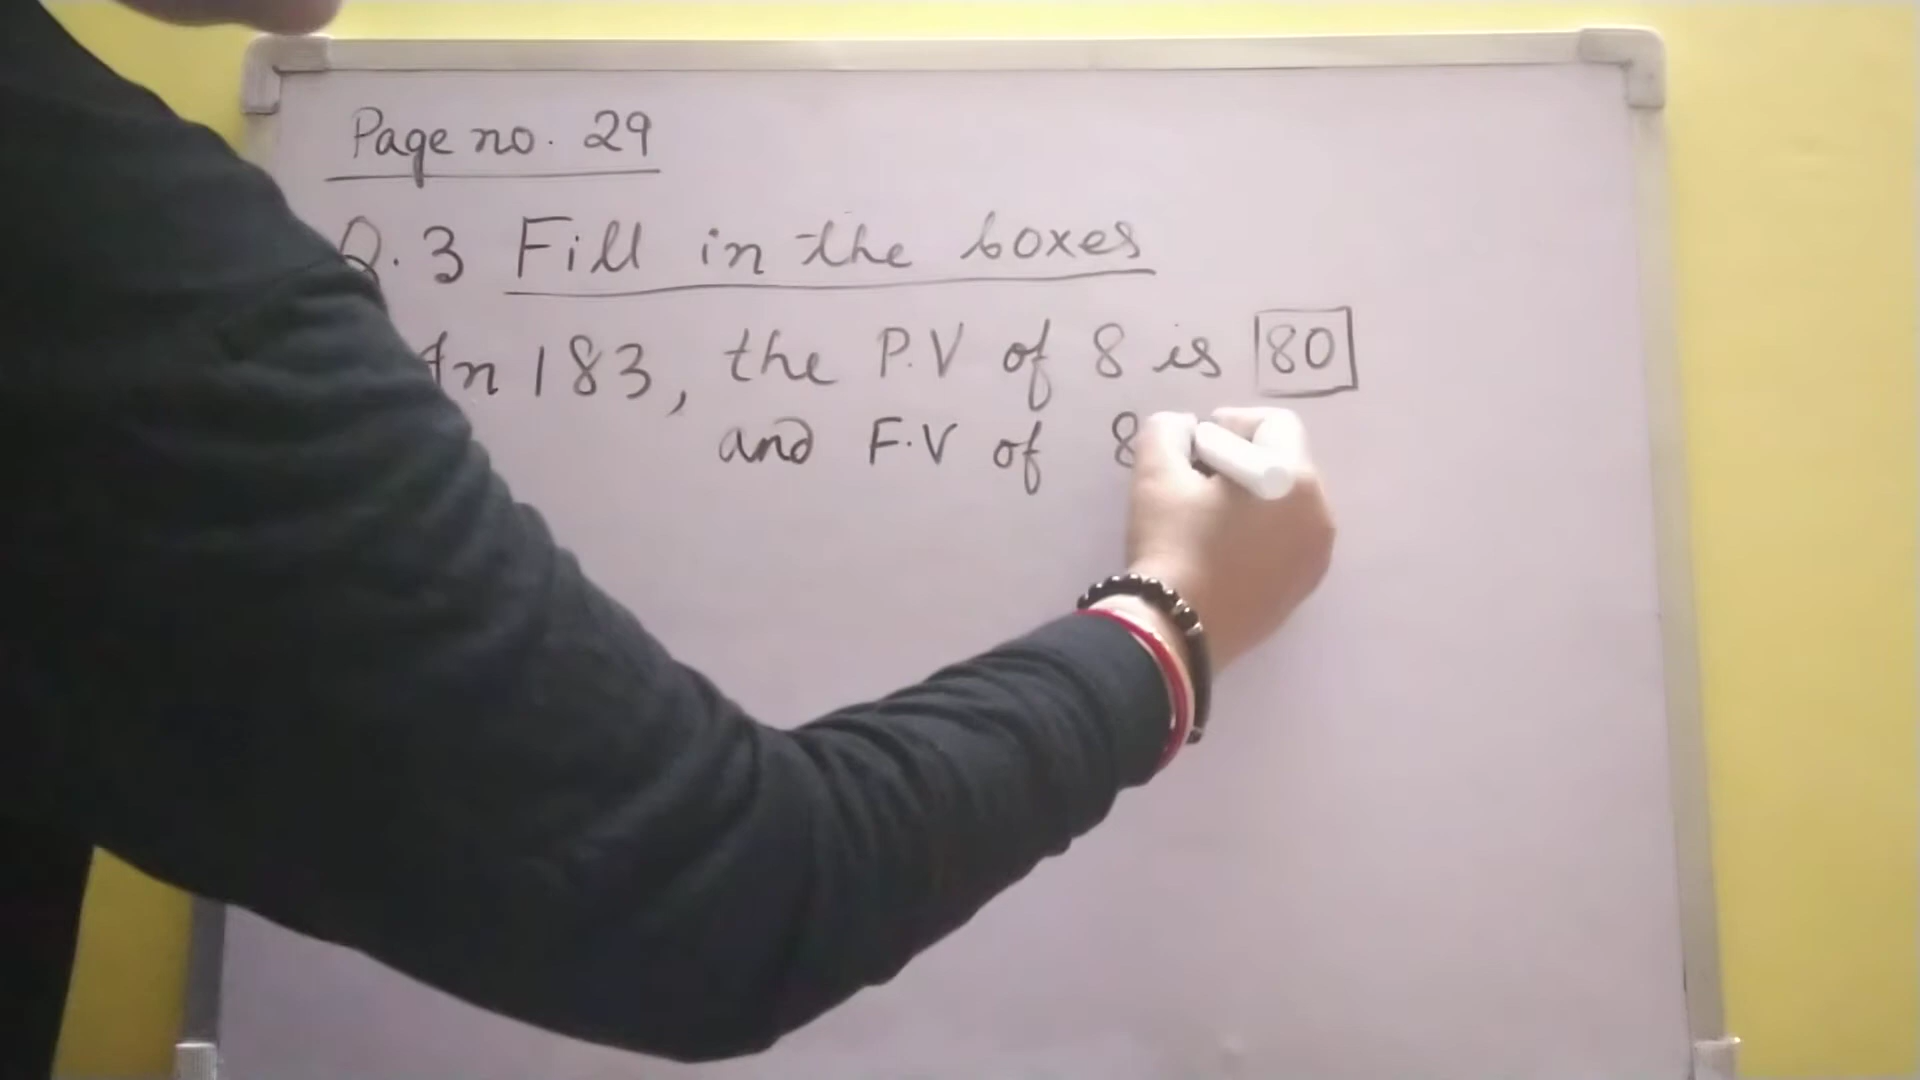 Page no. 29
Q.3 Fill in the boxes
In 183, the P.V of 8 is 80
and F.V of 8